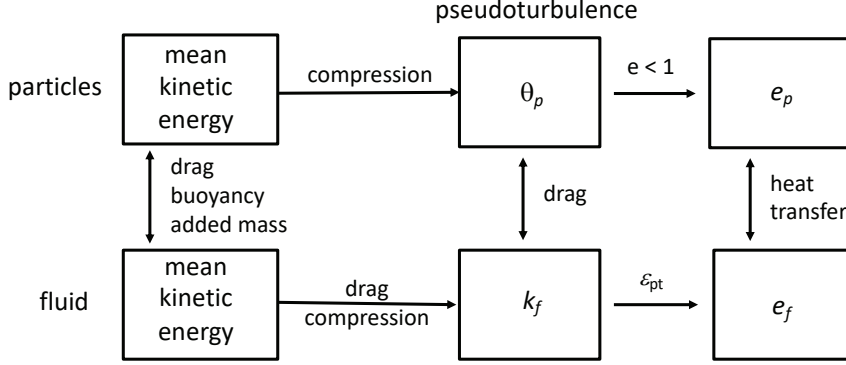 pseudoturbulence
particles
mean
kinetic
energy
compression
θp
e < 1
ep
drag
buoyancy
added mass
drag
heat
transfer
fluid
mean
kinetic
energy
drag
compression
kf
εpt
ef